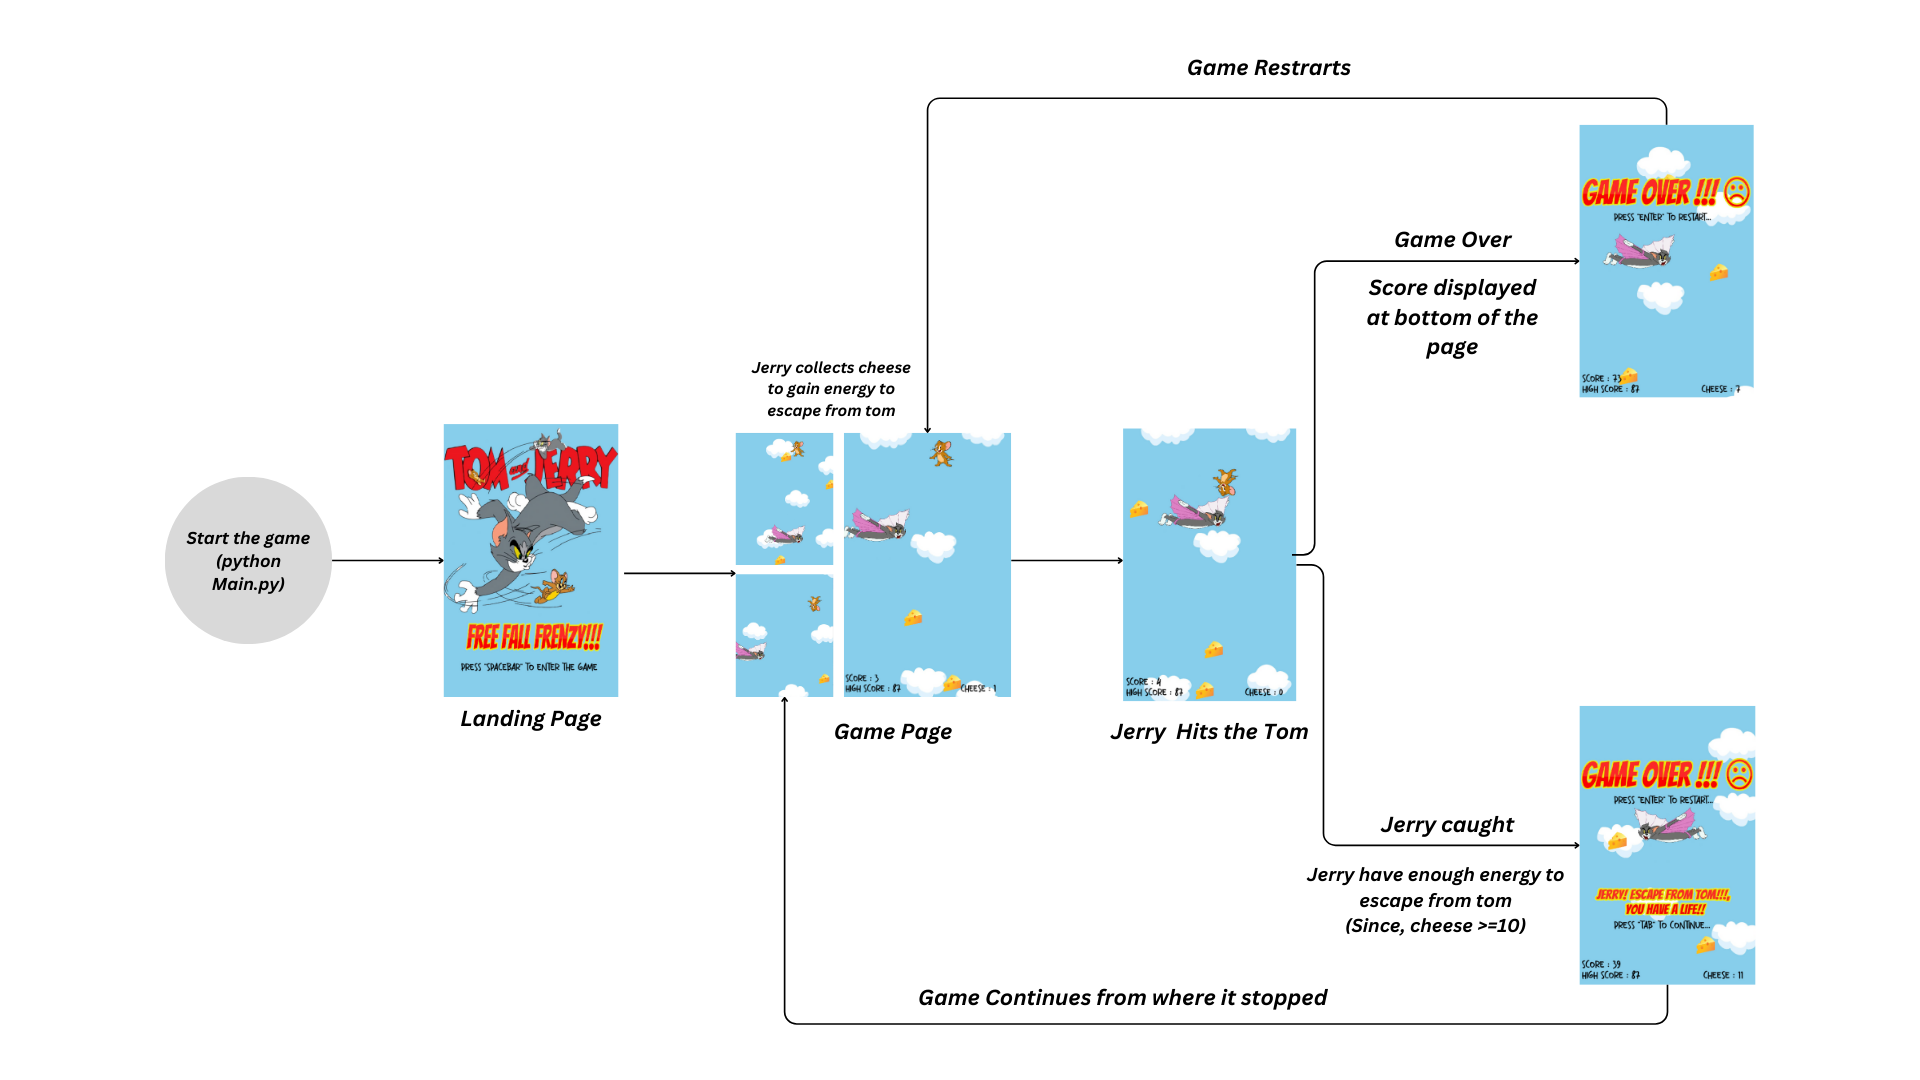 Game Restrarts
GAME OVER !!! ☹
PRESS "ENTER" TO RESTART...
SCORE : 73
HIGH SCORE : 87
CHEESE : 7
Game Over
Score displayed
at bottom of the
page
Jerry collects cheese
to gain energy to
escape from tom
Start the game
(python
Main.py)
TOM and JERRY
FREE FALL FRENZY!!!
PRESS "SPACEBAR" TO ENTER THE GAME
Landing Page
SCORE : 3
HIGH SCORE : 87
CHEESE : 1
Game Page
SCORE : 4
HIGH SCORE : 87
CHEESE : 0
Jerry  Hits the Tom
Jerry caught
Jerry have enough energy to
escape from tom
(Since, cheese >=10)
GAME OVER !!! ☹
PRESS "ENTER" TO RESTART...
JERRY! ESCAPE FROM TOM!!!,
YOU HAVE A LIFE!!
PRESS "TAB" TO CONTINUE...
SCORE : 39
HIGH SCORE : 87
CHEESE : 11
Game Continues from where it stopped